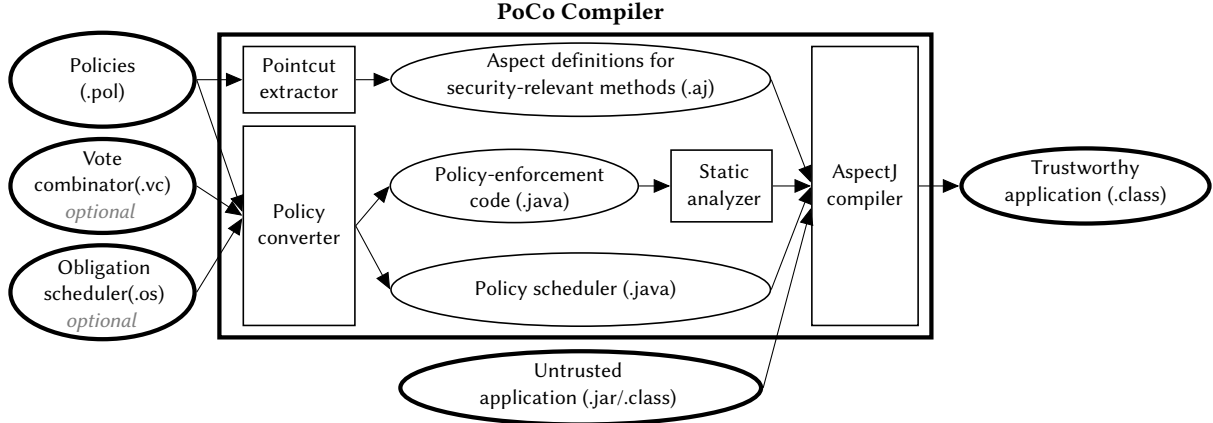 PoCo Compiler
Policies
(.pol)
Pointcut
extractor
Aspect definitions for
security-relevant methods (.aj)
Vote
combinator(.vc)
optional
Policy
converter
Policy-enforcement
code (.java)
Static
analyzer
AspectJ
compiler
Trustworthy
application (.class)
Obligation
scheduler(.os)
optional
Policy scheduler (.java)
Untrusted
application (.jar/.class)